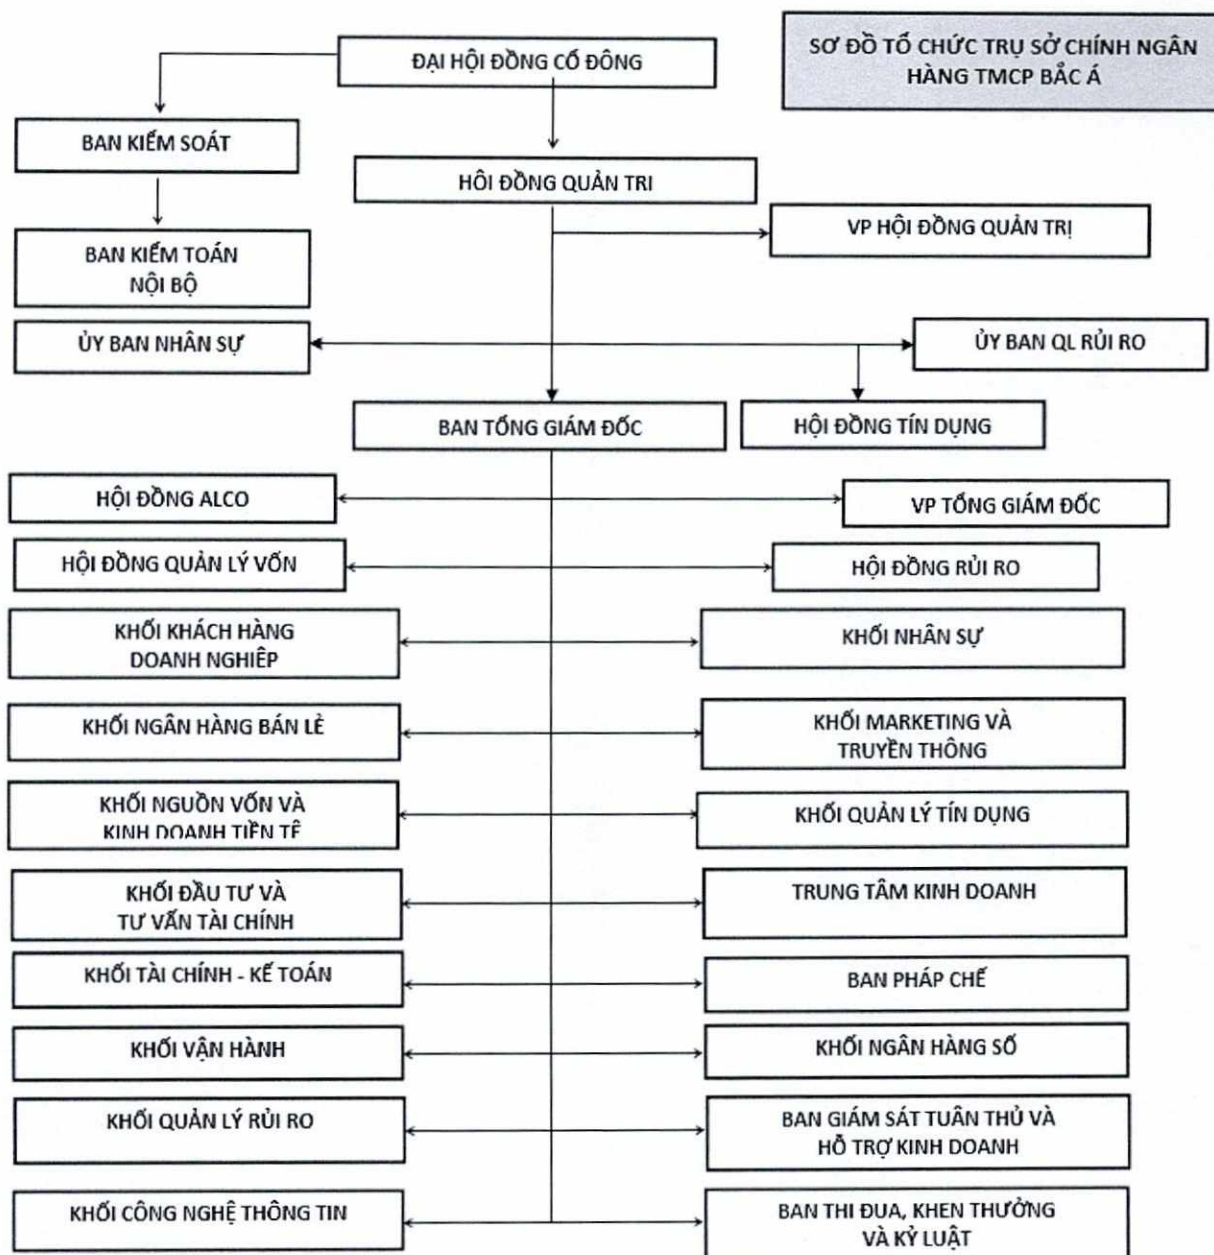 SƠ ĐỒ TỔ CHỨC TRỤ SỞ CHÍNH NGÂN
HÀNG TMCP BẮC Á
ĐẠI HỘI ĐỒNG CỔ ĐÔNG
BAN KIỂM SOÁT
HÔI ĐỒNG QUẢN TRI
VP HỘI ĐỒNG QUẢN TRỊ
BAN KIỂM TOÁN
NỘI BỘ
ỦY BAN NHÂN SỰ
ỦY BAN QL RỦI RO
BAN TỔNG GIÁM ĐỐC
HỘI ĐỒNG TÍN DỤNG
HỘI ĐỒNG ALCO
VP TỔNG GIÁM ĐỐC
HỘI ĐỒNG QUẢN LÝ VỐN
HỘI ĐỒNG RỦI RO
KHỐI KHÁCH HÀNG
DOANH NGHIÊP
KHỐI NHÂN SỰ
KHỐI NGÂN HÀNG BÁN LẺ
KHỐI MARKETING VÀ
TRUYỀN THÔNG
KHỐI NGUỒN VỐN VÀ
KINH DOANH TIỀN TÊ
KHỐI QUẢN LÝ TÍN DỤNG
KHỐI ĐẦU TƯ VÀ
TƯ VẤN TÀI CHÍNH
TRUNG TÂM KINH DOANH
KHỐI TÀI CHÍNH - KẾ TOÁN
BAN PHÁP CHẾ
KHỐI VẬN HÀNH
KHỐI NGÂN HÀNG SỐ
KHỐI QUẢN LÝ RỦI RO
BAN GIÁM SÁT TUÂN THỦ VÀ
HỖ TRỢ KINH DOANH
KHỐI CÔNG NGHỆ THÔNG TIN
BAN THI ĐUA, KHEN THƯỞNG
VÀ KỶ LUẬT